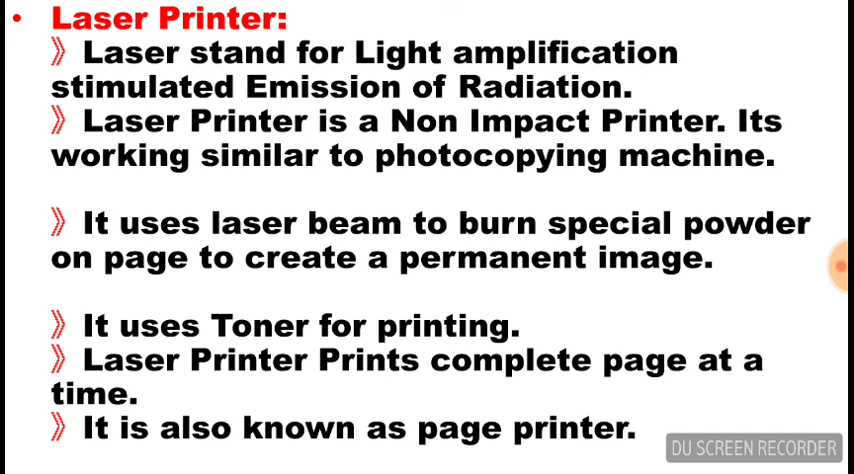 • Laser Printer:
》 Laser stand for Light amplification
stimulated Emission of Radiation.
》 Laser Printer is a Non Impact Printer. Its
working similar to photocopying machine.
》 It uses laser beam to burn special powder
on page to create a permanent image.
》 It uses Toner for printing.
》 Laser Printer Prints complete page at a
time.
》 It is also known as page printer.
DU SCREEN RECORDER